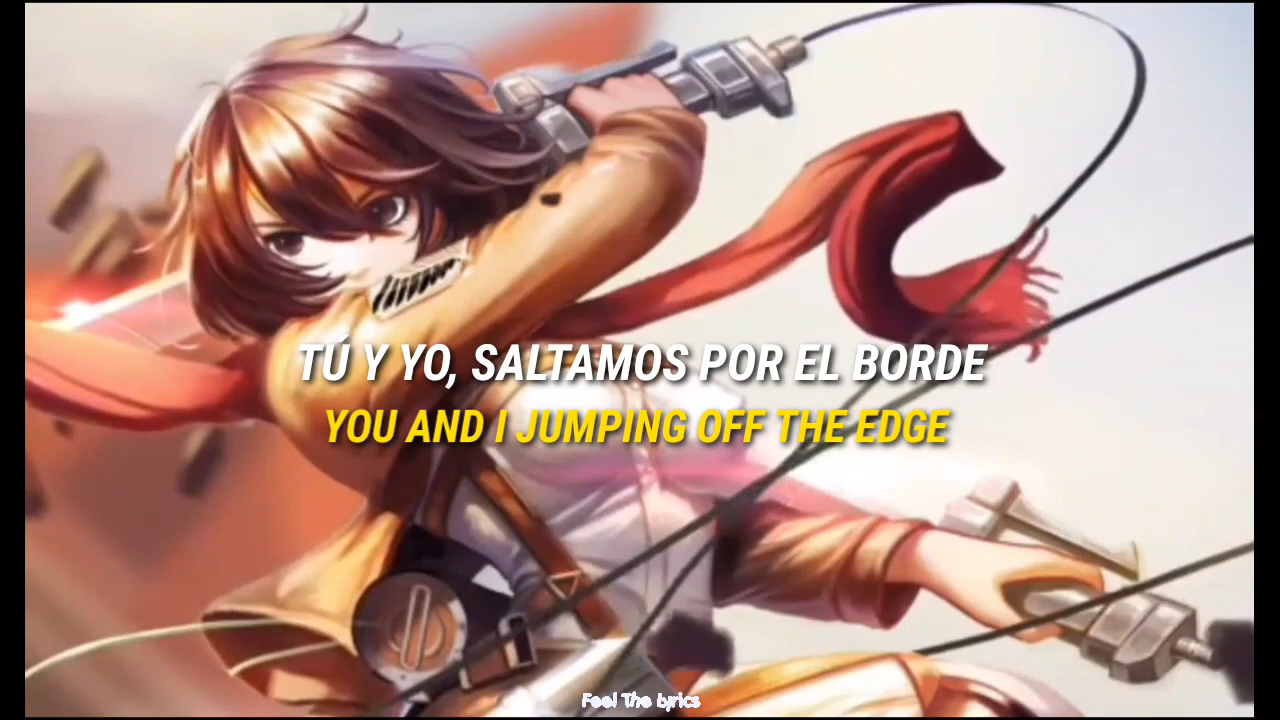 TÚ Y YO, SALTAMOS POR EL BORDE
YOU AND I JUMPING OFF THE EDGE
Feel The Lyrics